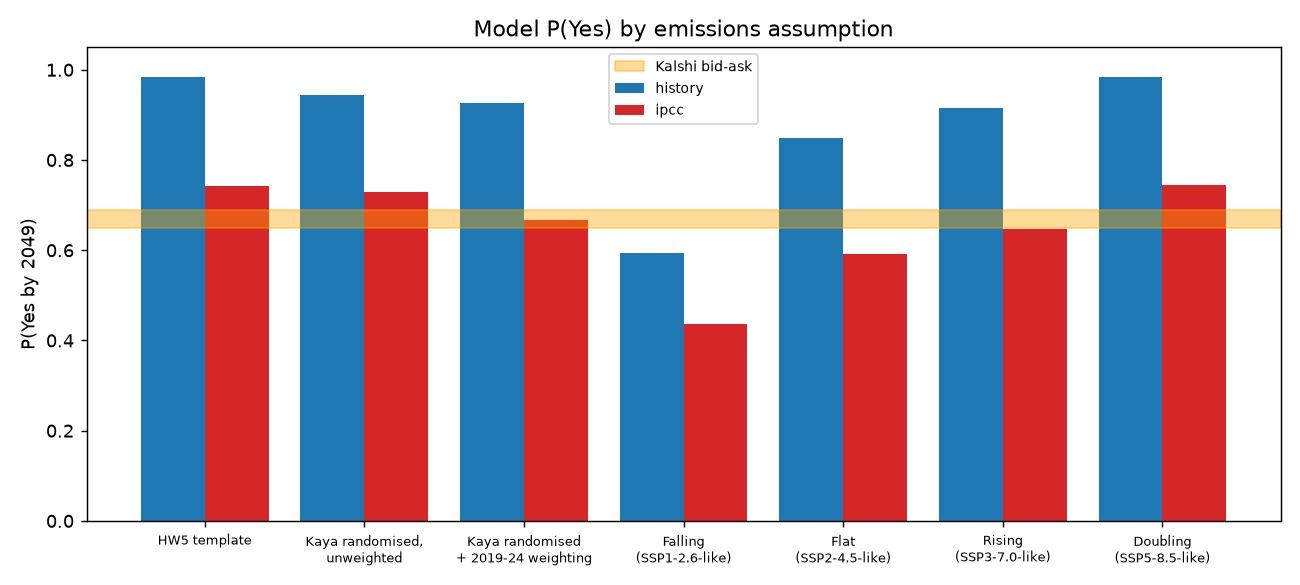 Model P(Yes) by emissions assumption
Kalshi bid-ask
history
ipcc
P(Yes by 2049)
1.0
0.8
0.6
0.4
0.2
0.0
HW5 template
Kaya randomised,
unweighted
Kaya randomised
+ 2019-24 weighting
Falling
(SSP1-2.6-like)
Flat
(SSP2-4.5-like)
Rising
(SSP3-7.0-like)
Doubling
(SSP5-8.5-like)